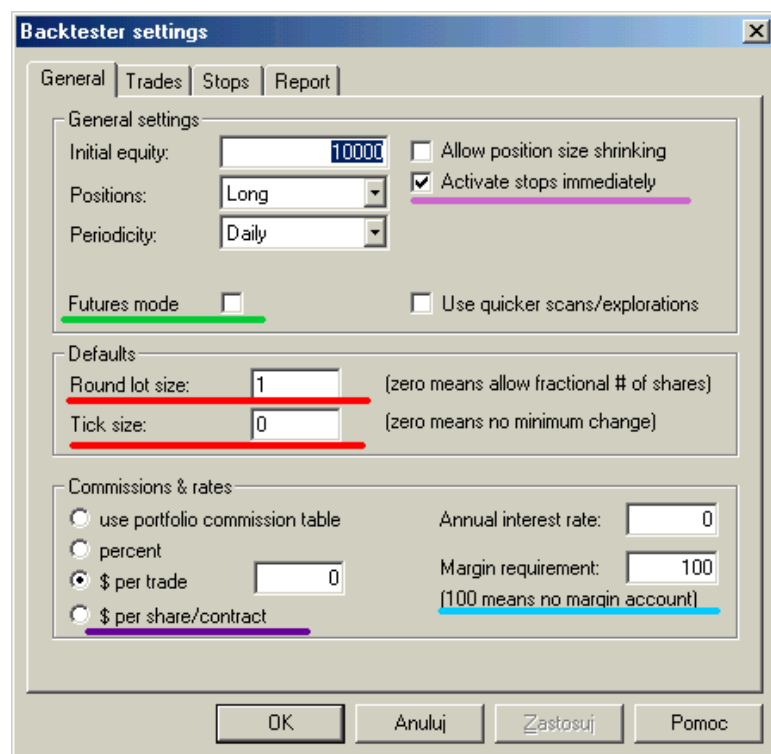 Backtester settings
General Trades Stops Report
General settings
Initial equity: 10000 Allow position size shrinking
Positions: Long Activate stops immediately
Periodicity: Daily
Futures mode Use quicker scans/explorations
Defaults
Round lot size: 1 (zero means allow fractional # of shares)
Tick size: 0 (zero means no minimum change)
Commissions & rates
use portfolio commission table Annual interest rate: 0
percent
$ per trade 0 Margin requirement: 100
$ per share/contract (100 means no margin account)
OK Anuluj Zastosuj Pomoc